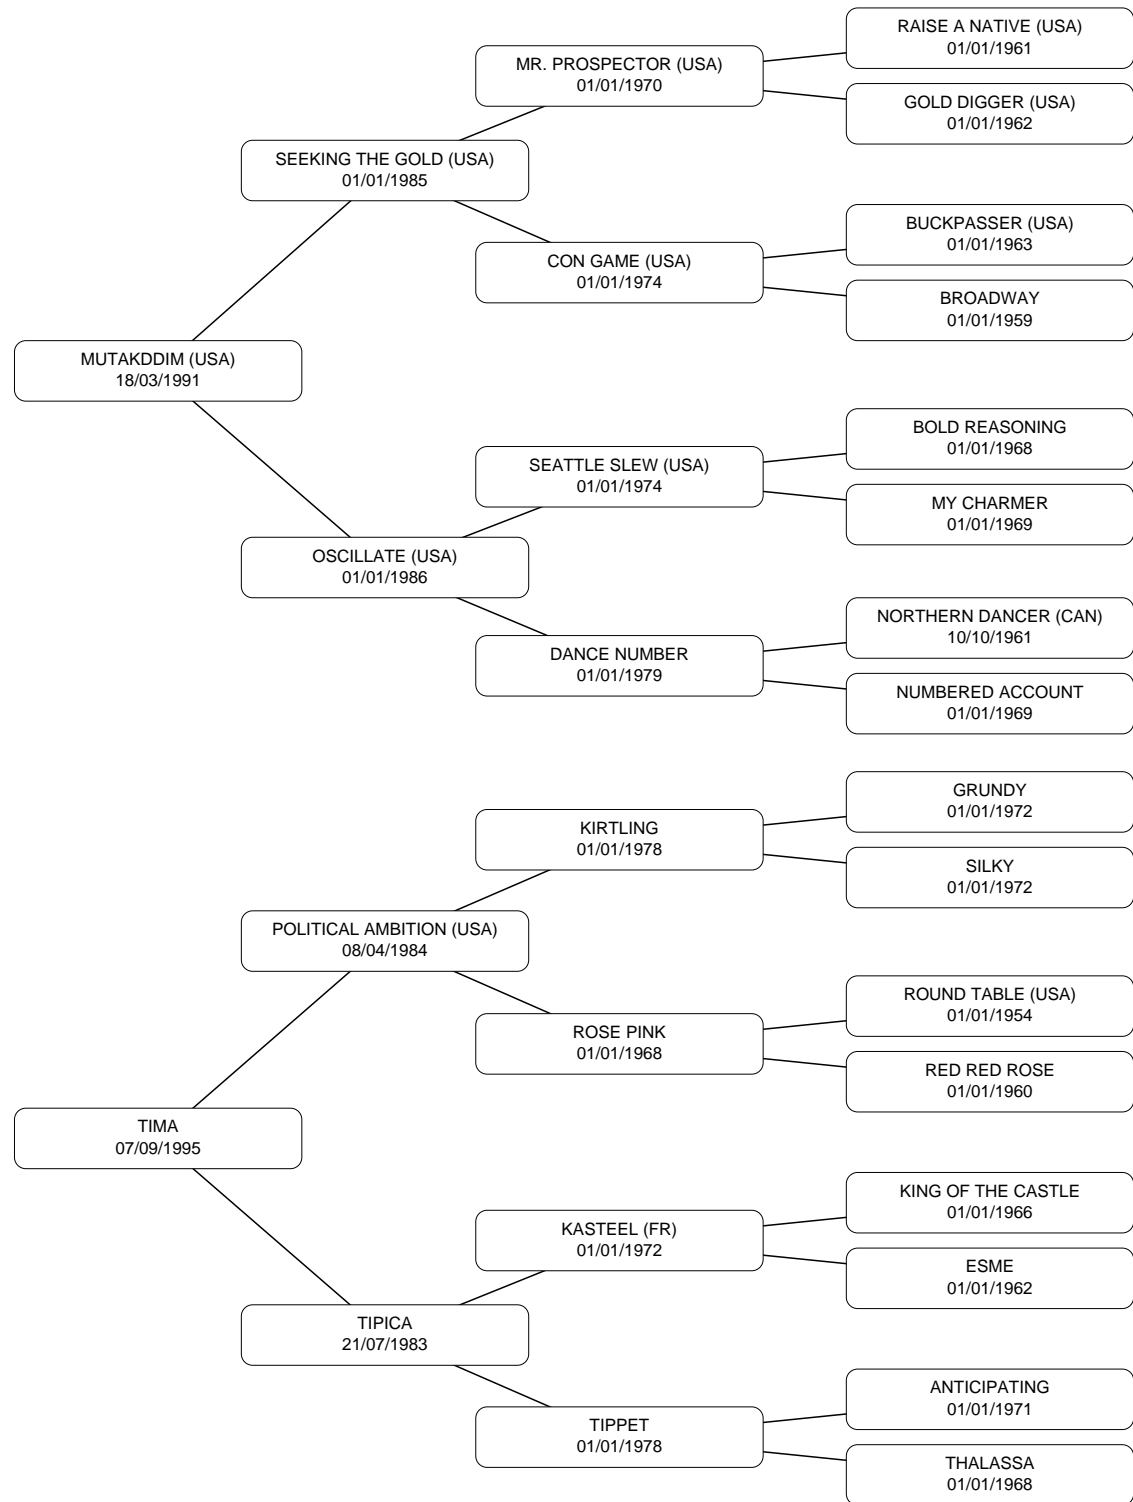 RAISE A NATIVE (USA)
01/01/1961
MR. PROSPECTOR (USA)
01/01/1970
GOLD DIGGER (USA)
01/01/1962
SEEKING THE GOLD (USA)
01/01/1985
BUCKPASSER (USA)
01/01/1963
CON GAME (USA)
01/01/1974
BROADWAY
01/01/1959
MUTAKDDIM (USA)
18/03/1991
BOLD REASONING
01/01/1968
SEATTLE SLEW (USA)
01/01/1974
MY CHARMER
01/01/1969
OSCILLATE (USA)
01/01/1986
NORTHERN DANCER (CAN)
10/10/1961
DANCE NUMBER
01/01/1979
NUMBERED ACCOUNT
01/01/1969
GRUNDY
01/01/1972
KIRTLING
01/01/1978
SILKY
01/01/1972
POLITICAL AMBITION (USA)
08/04/1984
ROUND TABLE (USA)
01/01/1954
ROSE PINK
01/01/1968
RED RED ROSE
01/01/1960
TIMA
07/09/1995
KING OF THE CASTLE
01/01/1966
KASTEEL (FR)
01/01/1972
ESME
01/01/1962
TIPICA
21/07/1983
ANTICIPATING
01/01/1971
TIPPET
01/01/1978
THALASSA
01/01/1968